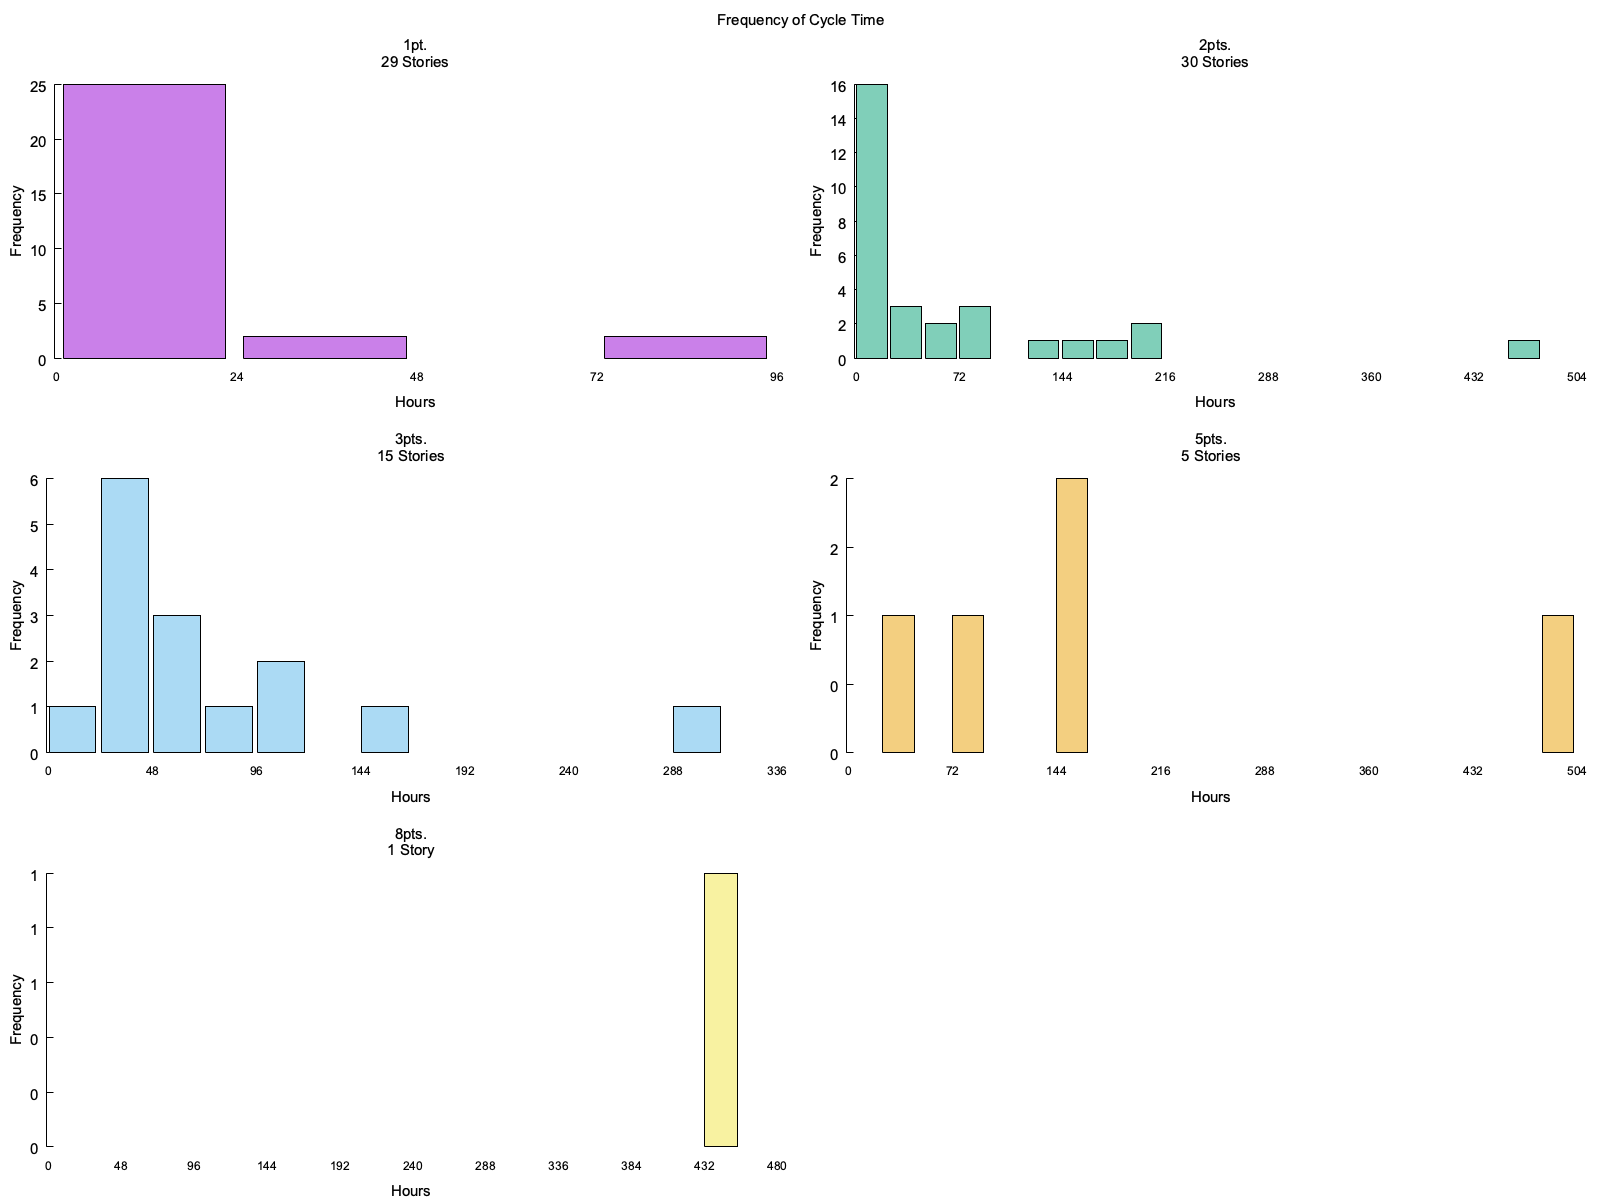 Frequency of Cycle Time
1pt.
29 Stories
25
20
15
10
5
0
Frequency
0 24 48 72 96
Hours
2pts.
30 Stories
16
14
12
10
8
6
4
2
0
Frequency
0 72 144 216 288 360 432 504
Hours
3pts.
15 Stories
6
5
4
3
2
1
0
Frequency
0 48 96 144 192 240 288 336
Hours
5pts.
5 Stories
2
2
1
0
0
Frequency
0 72 144 216 288 360 432 504
Hours
8pts.
1 Story
1
1
1
0
0
0
Frequency
0 48 96 144 192 240 288 336 384 432 480
Hours